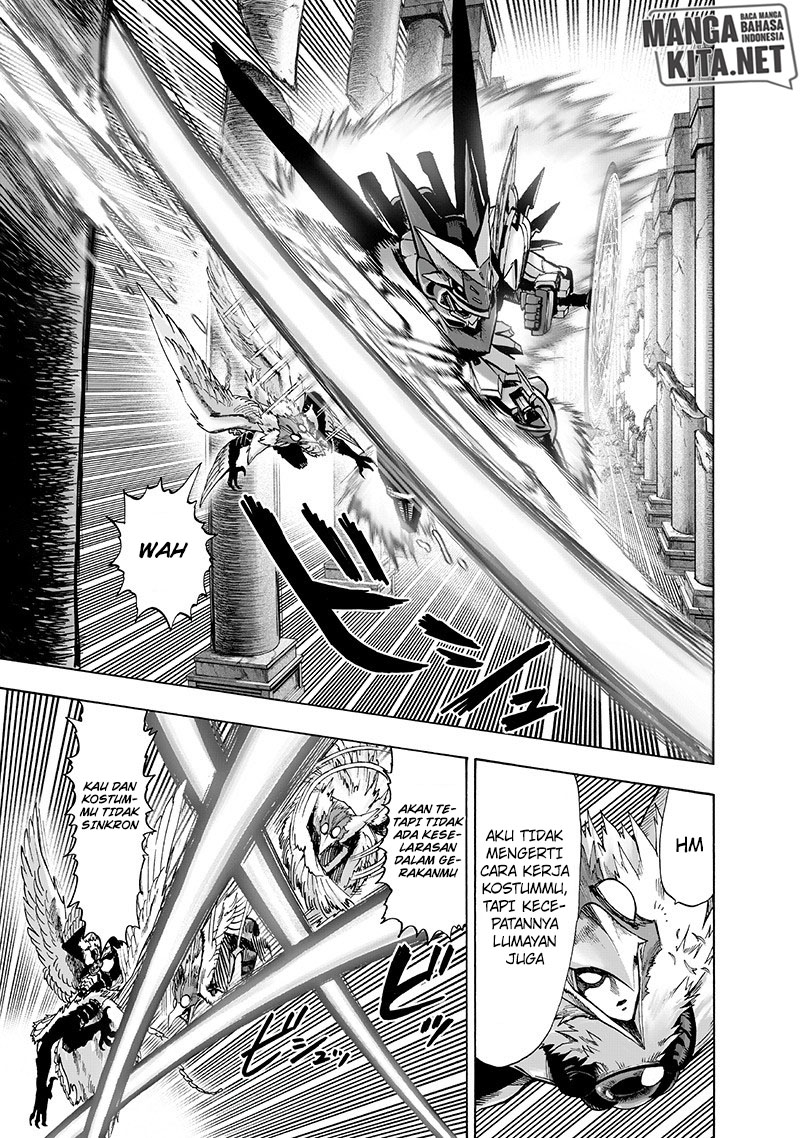 MANGA
KITA.NET
BACA MANGA
BAHASA
INDONESIA
WAH
ビシュ
HM
AKU TIDAK
MENGERTI
CARA KERJA
KOSTUMMU,
TAPI KECE-
PATANNYA
LUMAYAN
JUGA
AKAN TE-
TAPI TIDAK
ADA KESE-
LARASAN
DALAM GE-
RAKANMU
ビッ
ビシュッ
KAU DAN
KOSTUM-
MU TIDAK
SINKRON